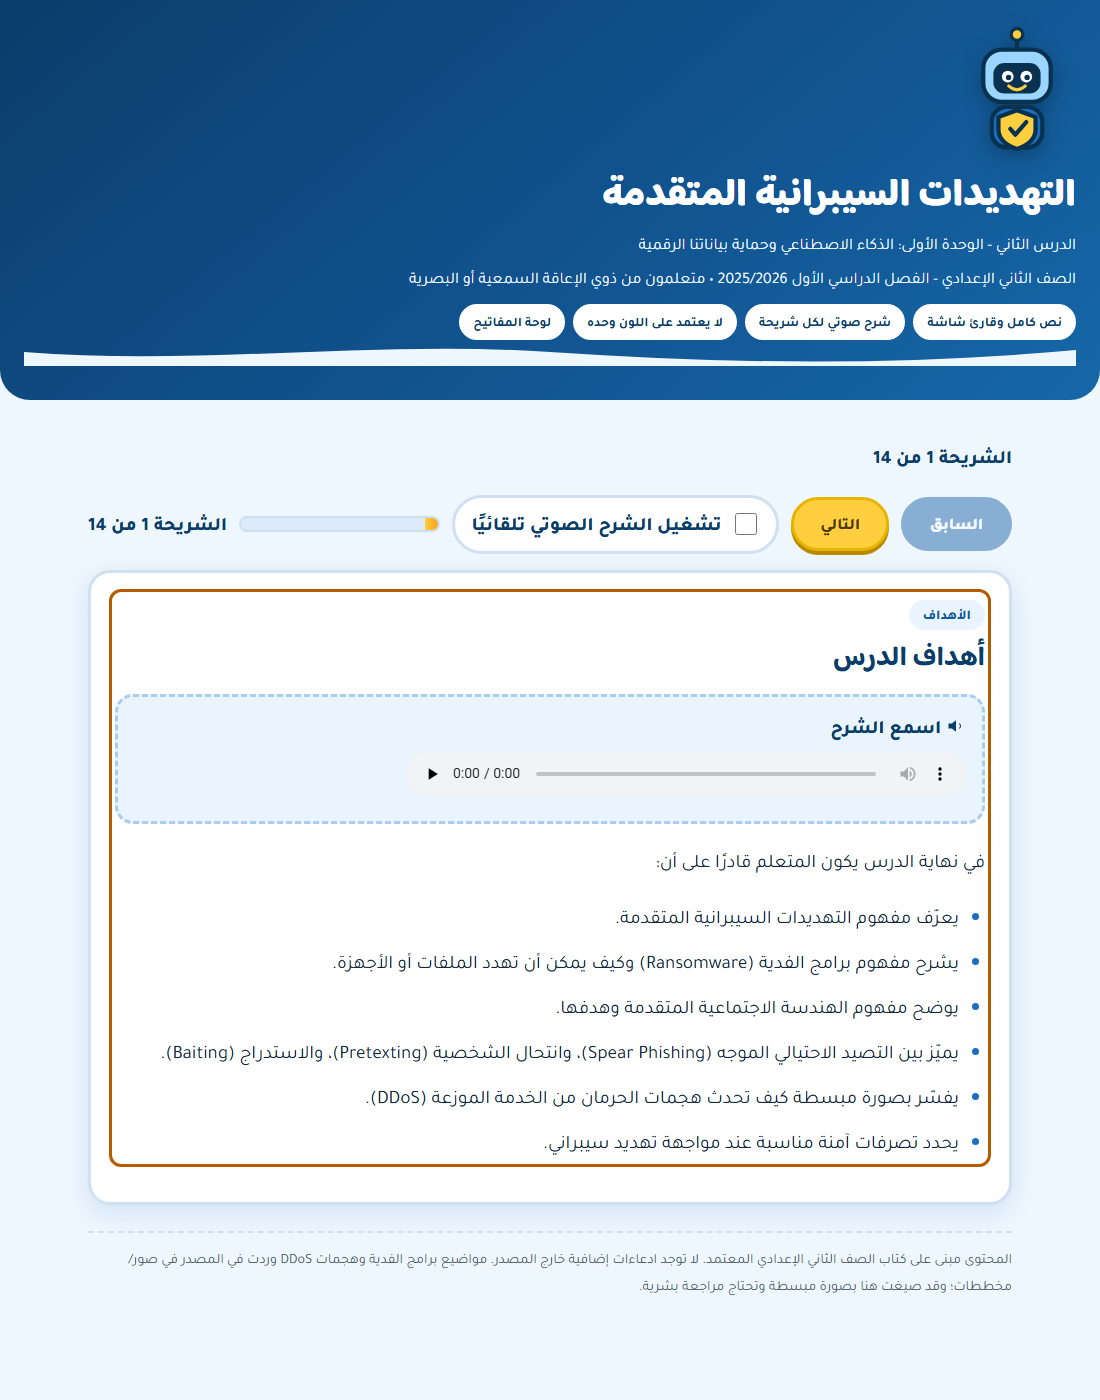 التهديدات السيبرانية المتقدمة
الدرس الثاني - الوحدة الأولى: الذكاء الاصطناعي وحماية بياناتنا الرقمية
الصف الثاني الإعدادي - الفصل الدراسي الأول 2025/2026 • متعلمون من ذوي الإعاقة السمعية أو البصرية
نص كامل وقارئ شاشة
شرح صوتي لكل شريحة
لا يعتمد على اللون وحده
لوحة المفاتيح
الشريحة 1 من 14
السابق
التالي
تشغيل الشرح الصوتي تلقائيًا
الشريحة 1 من 14
الأهداف
أهداف الدرس
اسمع الشرح
0:00 / 0:00
في نهاية الدرس يكون المتعلم قادرًا على أن:
يعرّف مفهوم التهديدات السيبرانية المتقدمة.
يشرح مفهوم برامج الفدية (Ransomware) وكيف يمكن أن تهدد الملفات أو الأجهزة.
يوضح مفهوم الهندسة الاجتماعية المتقدمة وهدفها.
يميّز بين التصيد الاحتيالي الموجه (Spear Phishing)، وانتحال الشخصية (Pretexting)، والاستدراج (Baiting).
يفسّر بصورة مبسطة كيف تحدث هجمات الحرمان من الخدمة الموزعة (DDoS).
يحدد تصرفات آمنة مناسبة عند مواجهة تهديد سيبراني.
المحتوى مبنى على كتاب الصف الثاني الإعدادي المعتمد. لا توجد ادعاءات إضافية خارج المصدر. مواضيع برامج الفدية وهجمات DDoS وردت في المصدر في صور/
مخططات؛ وقد صيغت هنا بصورة مبسطة وتحتاج مراجعة بشرية.